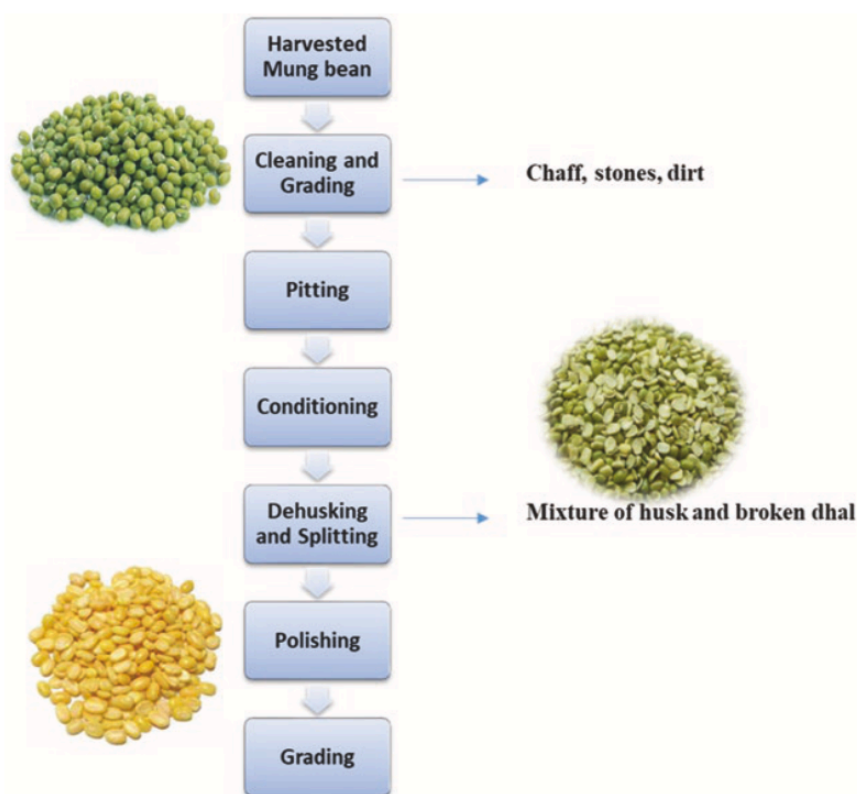 Harvested
Mung bean
Cleaning and
Grading
Chaff, stones, dirt
Pitting
Conditioning
Dehusking
and Splitting
Mixture of husk and broken dhal
Polishing
Grading